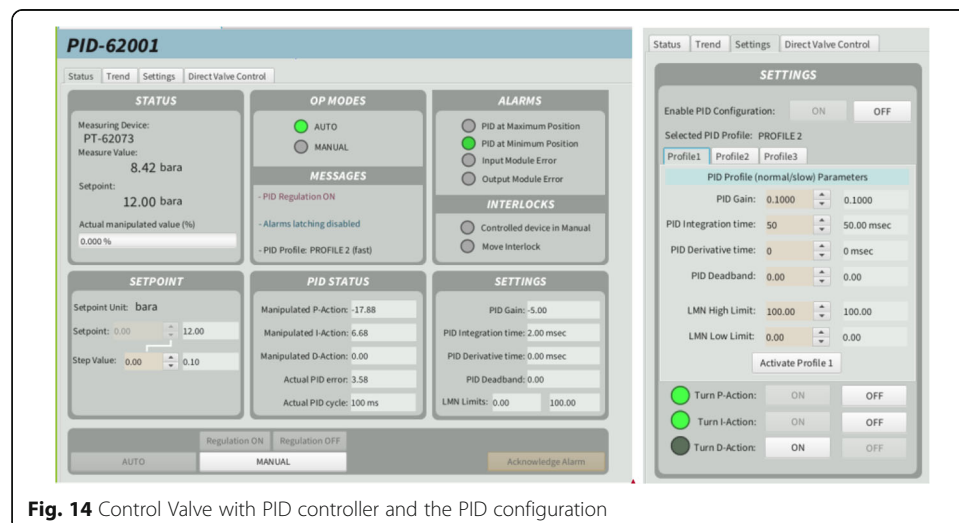 PID-62001
Status Trend Settings Direct Valve Control
STATUS
Measuring Device:
PT-62073
Measure Value:
8.42 bara
Setpoint:
12.00 bara
Actual manipulated value (%)
0.000 %
OP MODES
AUTO
MANUAL
MESSAGES
- PID Regulation ON
- Alarms latching disabled
- PID Profile: PROFILE 2 (fast)
ALARMS
PID at Maximum Position
PID at Minimum Position
Input Module Error
Output Module Error
INTERLOCKS
Controlled device in Manual
Move Interlock
SETPOINT
Setpoint Unit: bara
Setpoint: 0.00 12.00
Step Value: 0.00 0.10
PID STATUS
Manipulated P-Action: -17.88
Manipulated I-Action: 6.68
Manipulated D-Action: 0.00
Actual PID error: 3.58
Actual PID cycle: 100 ms
SETTINGS
PID Gain: -5.00
PID Integration time: 2.00 msec
PID Derivative time: 0.00 msec
PID Deadband: 0.00
LMN Limits: 0.00 100.00
Regulation ON Regulation OFF
AUTO MANUAL Acknowledge Alarm
Status Trend Settings Direct Valve Control
SETTINGS
Enable PID Configuration: ON OFF
Selected PID Profile: PROFILE 2
Profile1 Profile2 Profile3
PID Profile (normal/slow) Parameters
PID Gain: 0.1000 0.1000
PID Integration time: 50 50.00 msec
PID Derivative time: 0 0 msec
PID Deadband: 0.00 0.00
LMN High Limit: 100.00 100.00
LMN Low Limit: 0.00 0.00
Activate Profile 1
Turn P-Action: ON OFF
Turn I-Action: ON OFF
Turn D-Action: ON OFF
Fig. 14 Control Valve with PID controller and the PID configuration